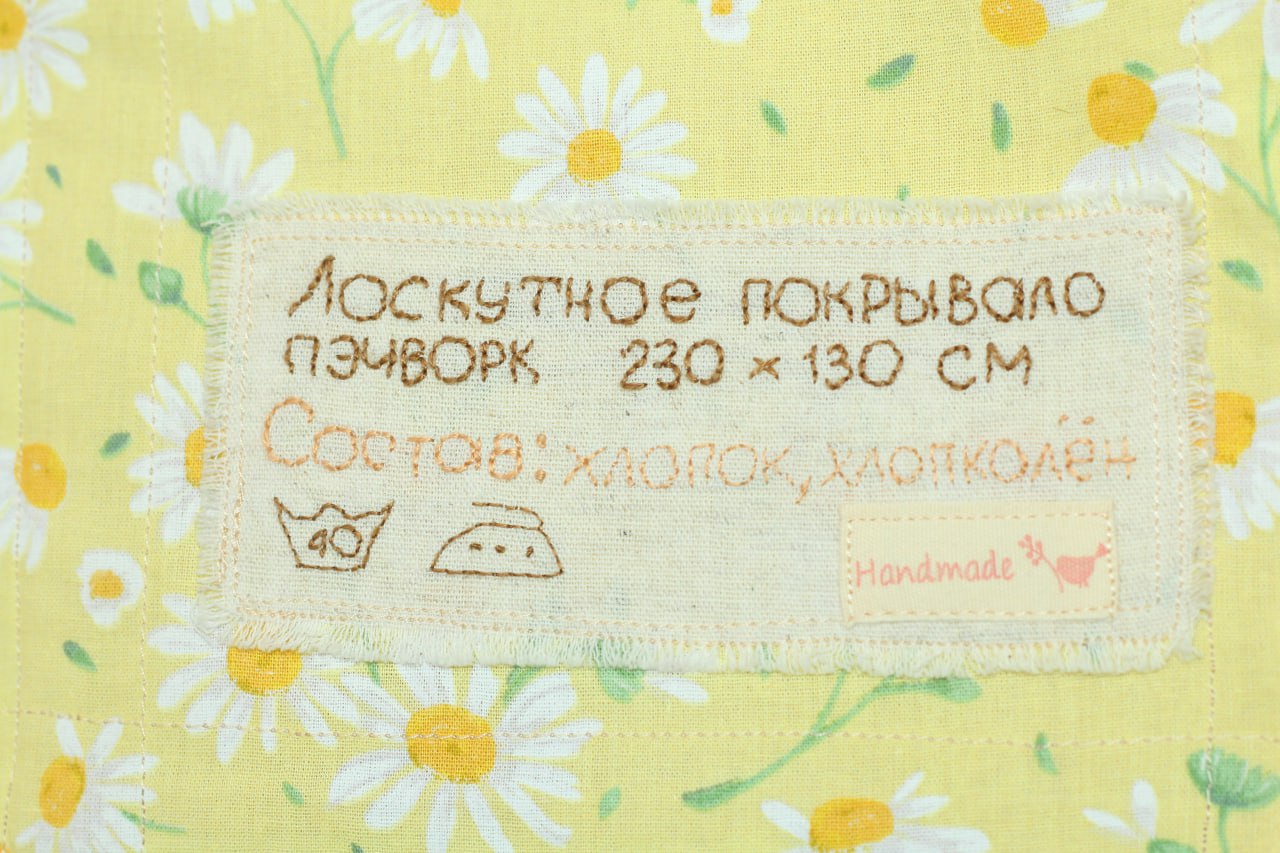 Лоскутное покрывало
пэчворк 230 × 130 см
Состав: хлопок, хлопколён
40
Handmade